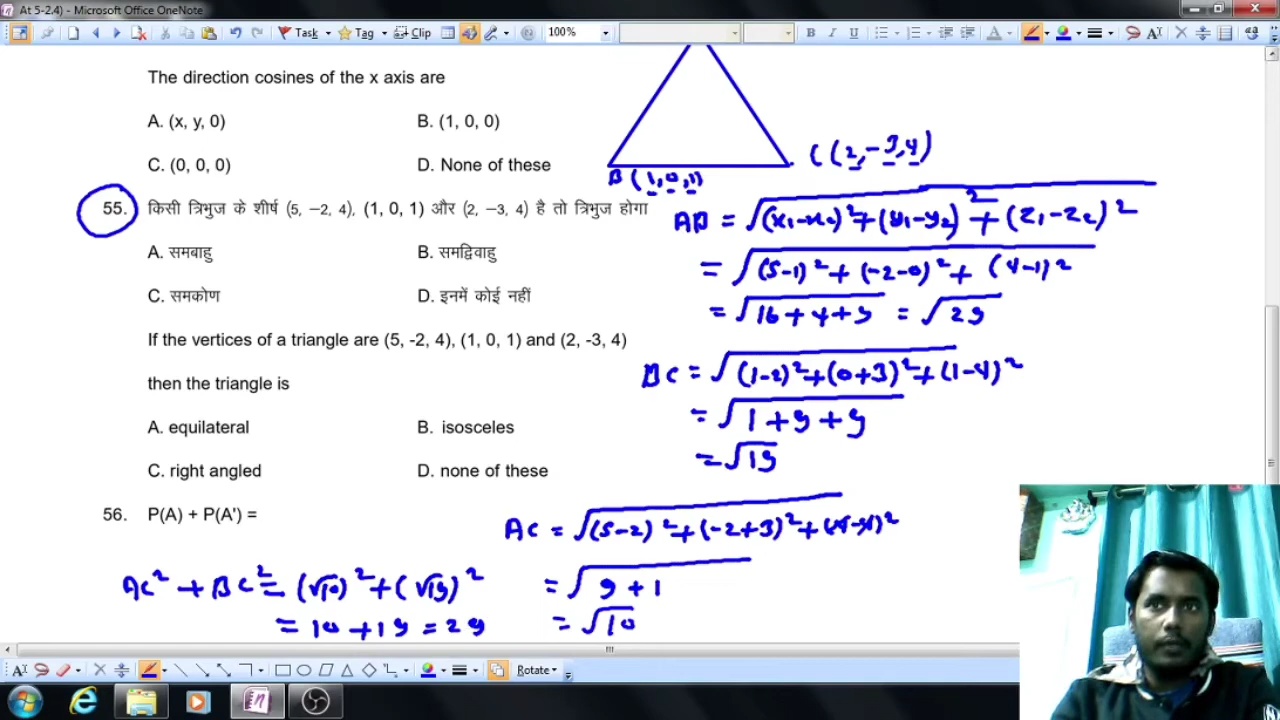 At 5-2.4) - Microsoft Office OneNote
Task Tag Clip 100%
The direction cosines of the x axis are
A. (x, y, 0) B. (1, 0, 0)
C. (0, 0, 0) D. None of these
C (2, -3, 4)
B (1, 0, 1)
55. किसी त्रिभुज के शीर्ष (5, −2, 4), (1, 0, 1) और (2, −3, 4) है तो त्रिभुज होगा
AB = √(x1-x2)²+(y1-y2)²+(z1-z2)²
A. समबाहु B. समद्विवाहु
= √(5-1)²+(-2-0)²+(4-1)²
C. समकोण D. इनमें कोई नहीं
= √16+4+9 = √29
If the vertices of a triangle are (5, -2, 4), (1, 0, 1) and (2, -3, 4)
then the triangle is
BC = √(1-2)²+(0+3)²+(1-4)²
= √1+9+9
= √19
A. equilateral B. isosceles
C. right angled D. none of these
56. P(A) + P(A') =
AC = √(5-2)²+(-2+3)²+(4-4)²
= √9+1
= √10
AC²+BC² = (√10)²+(√19)²
= 10+19=29
Rotate